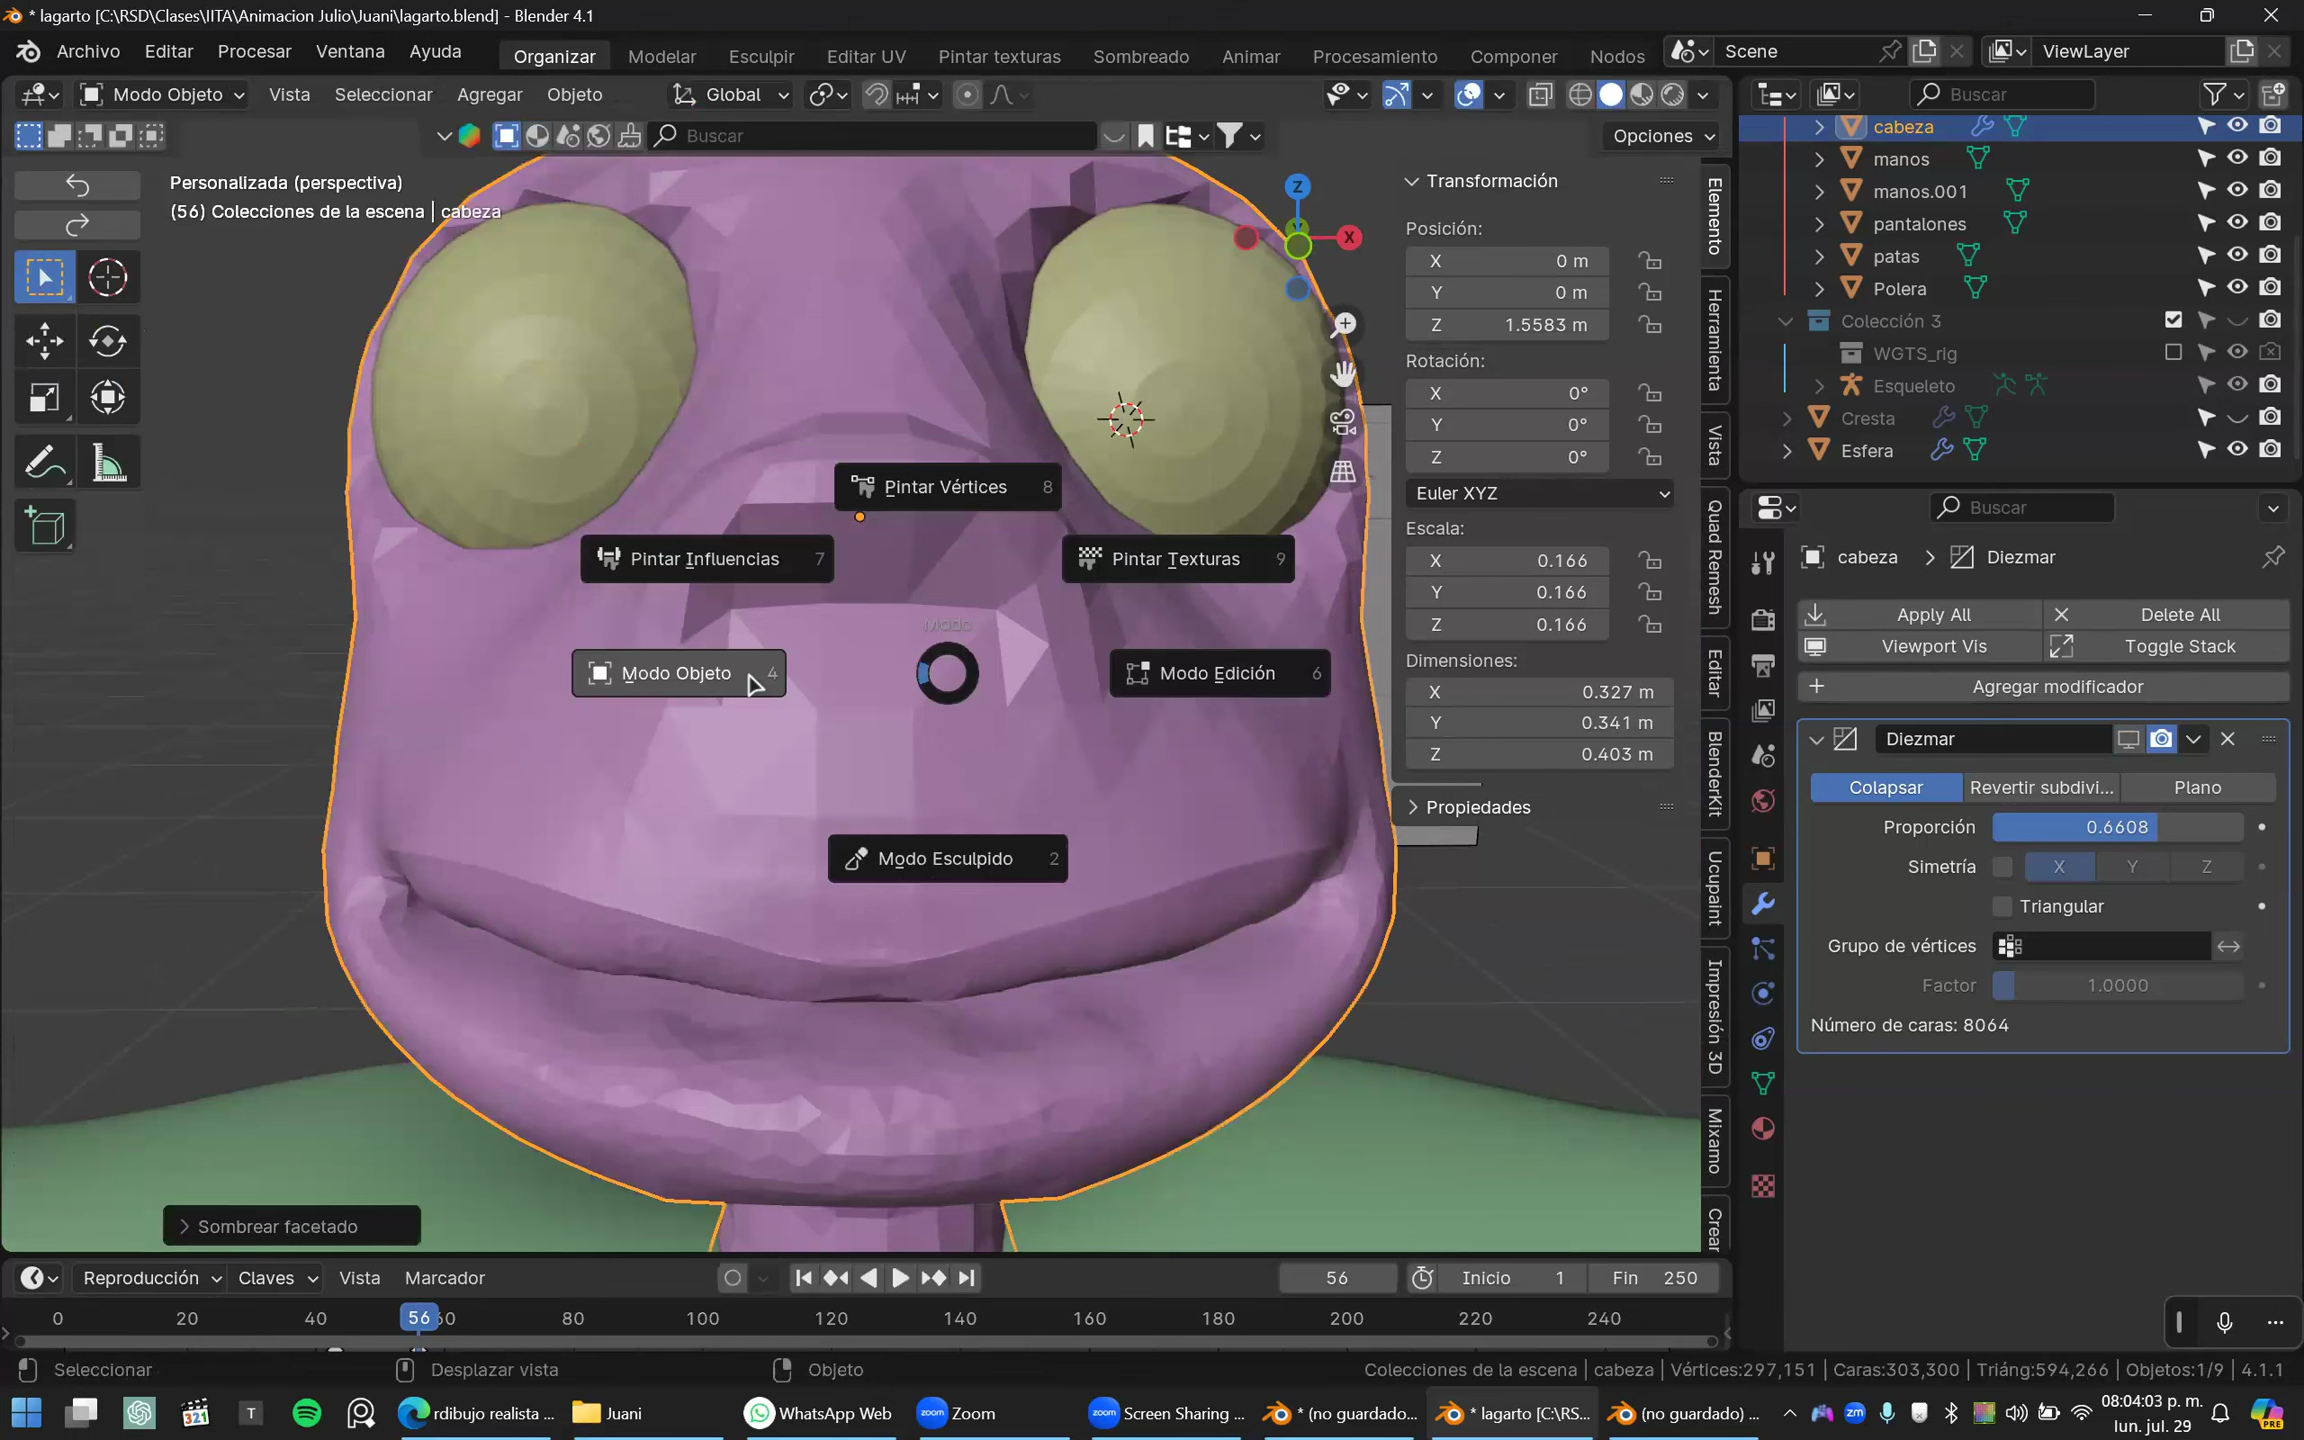 * lagarto [C:\RSD\Clases\IITA\Animacion Julio\Juani\lagarto.blend] - Blender 4.1
Archivo Editar Procesar Ventana Ayuda Organizar Modelar Esculpir Editar UV Pintar texturas Sombreado Animar Procesamiento Componer Nodos Scene ViewLayer
Modo Objeto Vista Seleccionar Agregar Objeto Global Buscar
Buscar Opciones
Personalizada (perspectiva)
(56) Colecciones de la escena | cabeza
Z
X
Pintar Vértices 8
Pintar Influencias 7
Pintar Texturas 9
Modo
Modo Objeto 4
Modo Edición 6
Modo Esculpido 2
Sombrear facetado
Transformación
Posición:
X 0 m
Y 0 m
Z 1.5583 m
Rotación:
X 0°
Y 0°
Z 0°
Euler XYZ
Escala:
X 0.166
Y 0.166
Z 0.166
Dimensiones:
X 0.327 m
Y 0.341 m
Z 0.403 m
Propiedades
Elemento
Herramienta
Vista
Quad Remesh
Editar
BlenderKit
Ucupaint
Impresión 3D
Mixamo
Crear
cabeza
manos
manos.001
pantalones
patas
Polera
Colección 3
WGTS_rig
Esqueleto
Cresta
Esfera
Buscar
cabeza > Diezmar
Apply All Delete All
Viewport Vis Toggle Stack
Agregar modificador
Diezmar
Colapsar Revertir subdivi... Plano
Proporción 0.6608
Simetría X Y Z
Triangular
Grupo de vértices
Factor 1.0000
Número de caras: 8064
Reproducción Claves Vista Marcador 56 Inicio 1 Fin 250
0 20 40 56 60 80 100 120 140 160 180 200 220 240
Seleccionar Desplazar vista Objeto Colecciones de la escena | cabeza | Vértices:297,151 | Caras:303,300 | Triáng:594,266 | Objetos:1/9 | 4.1.1
321 T rdibujo realista ... Juani WhatsApp Web zoom Zoom zoom Screen Sharing ... * (no guardado... * lagarto [C:\RS... (no guardado) ... zm PRE
08:04:03 p. m.
lun. jul. 29